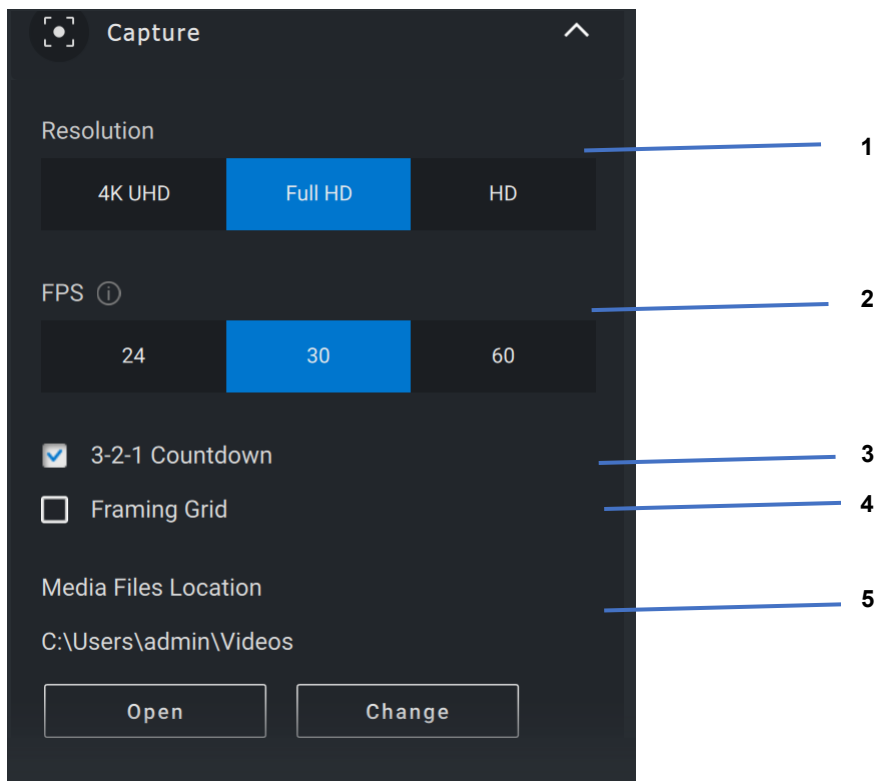 Capture
Resolution
1
4K UHD Full HD HD
FPS
2
24 30 60
3-2-1 Countdown
3
Framing Grid
4
Media Files Location
5
C:\Users\admin\Videos
Open Change